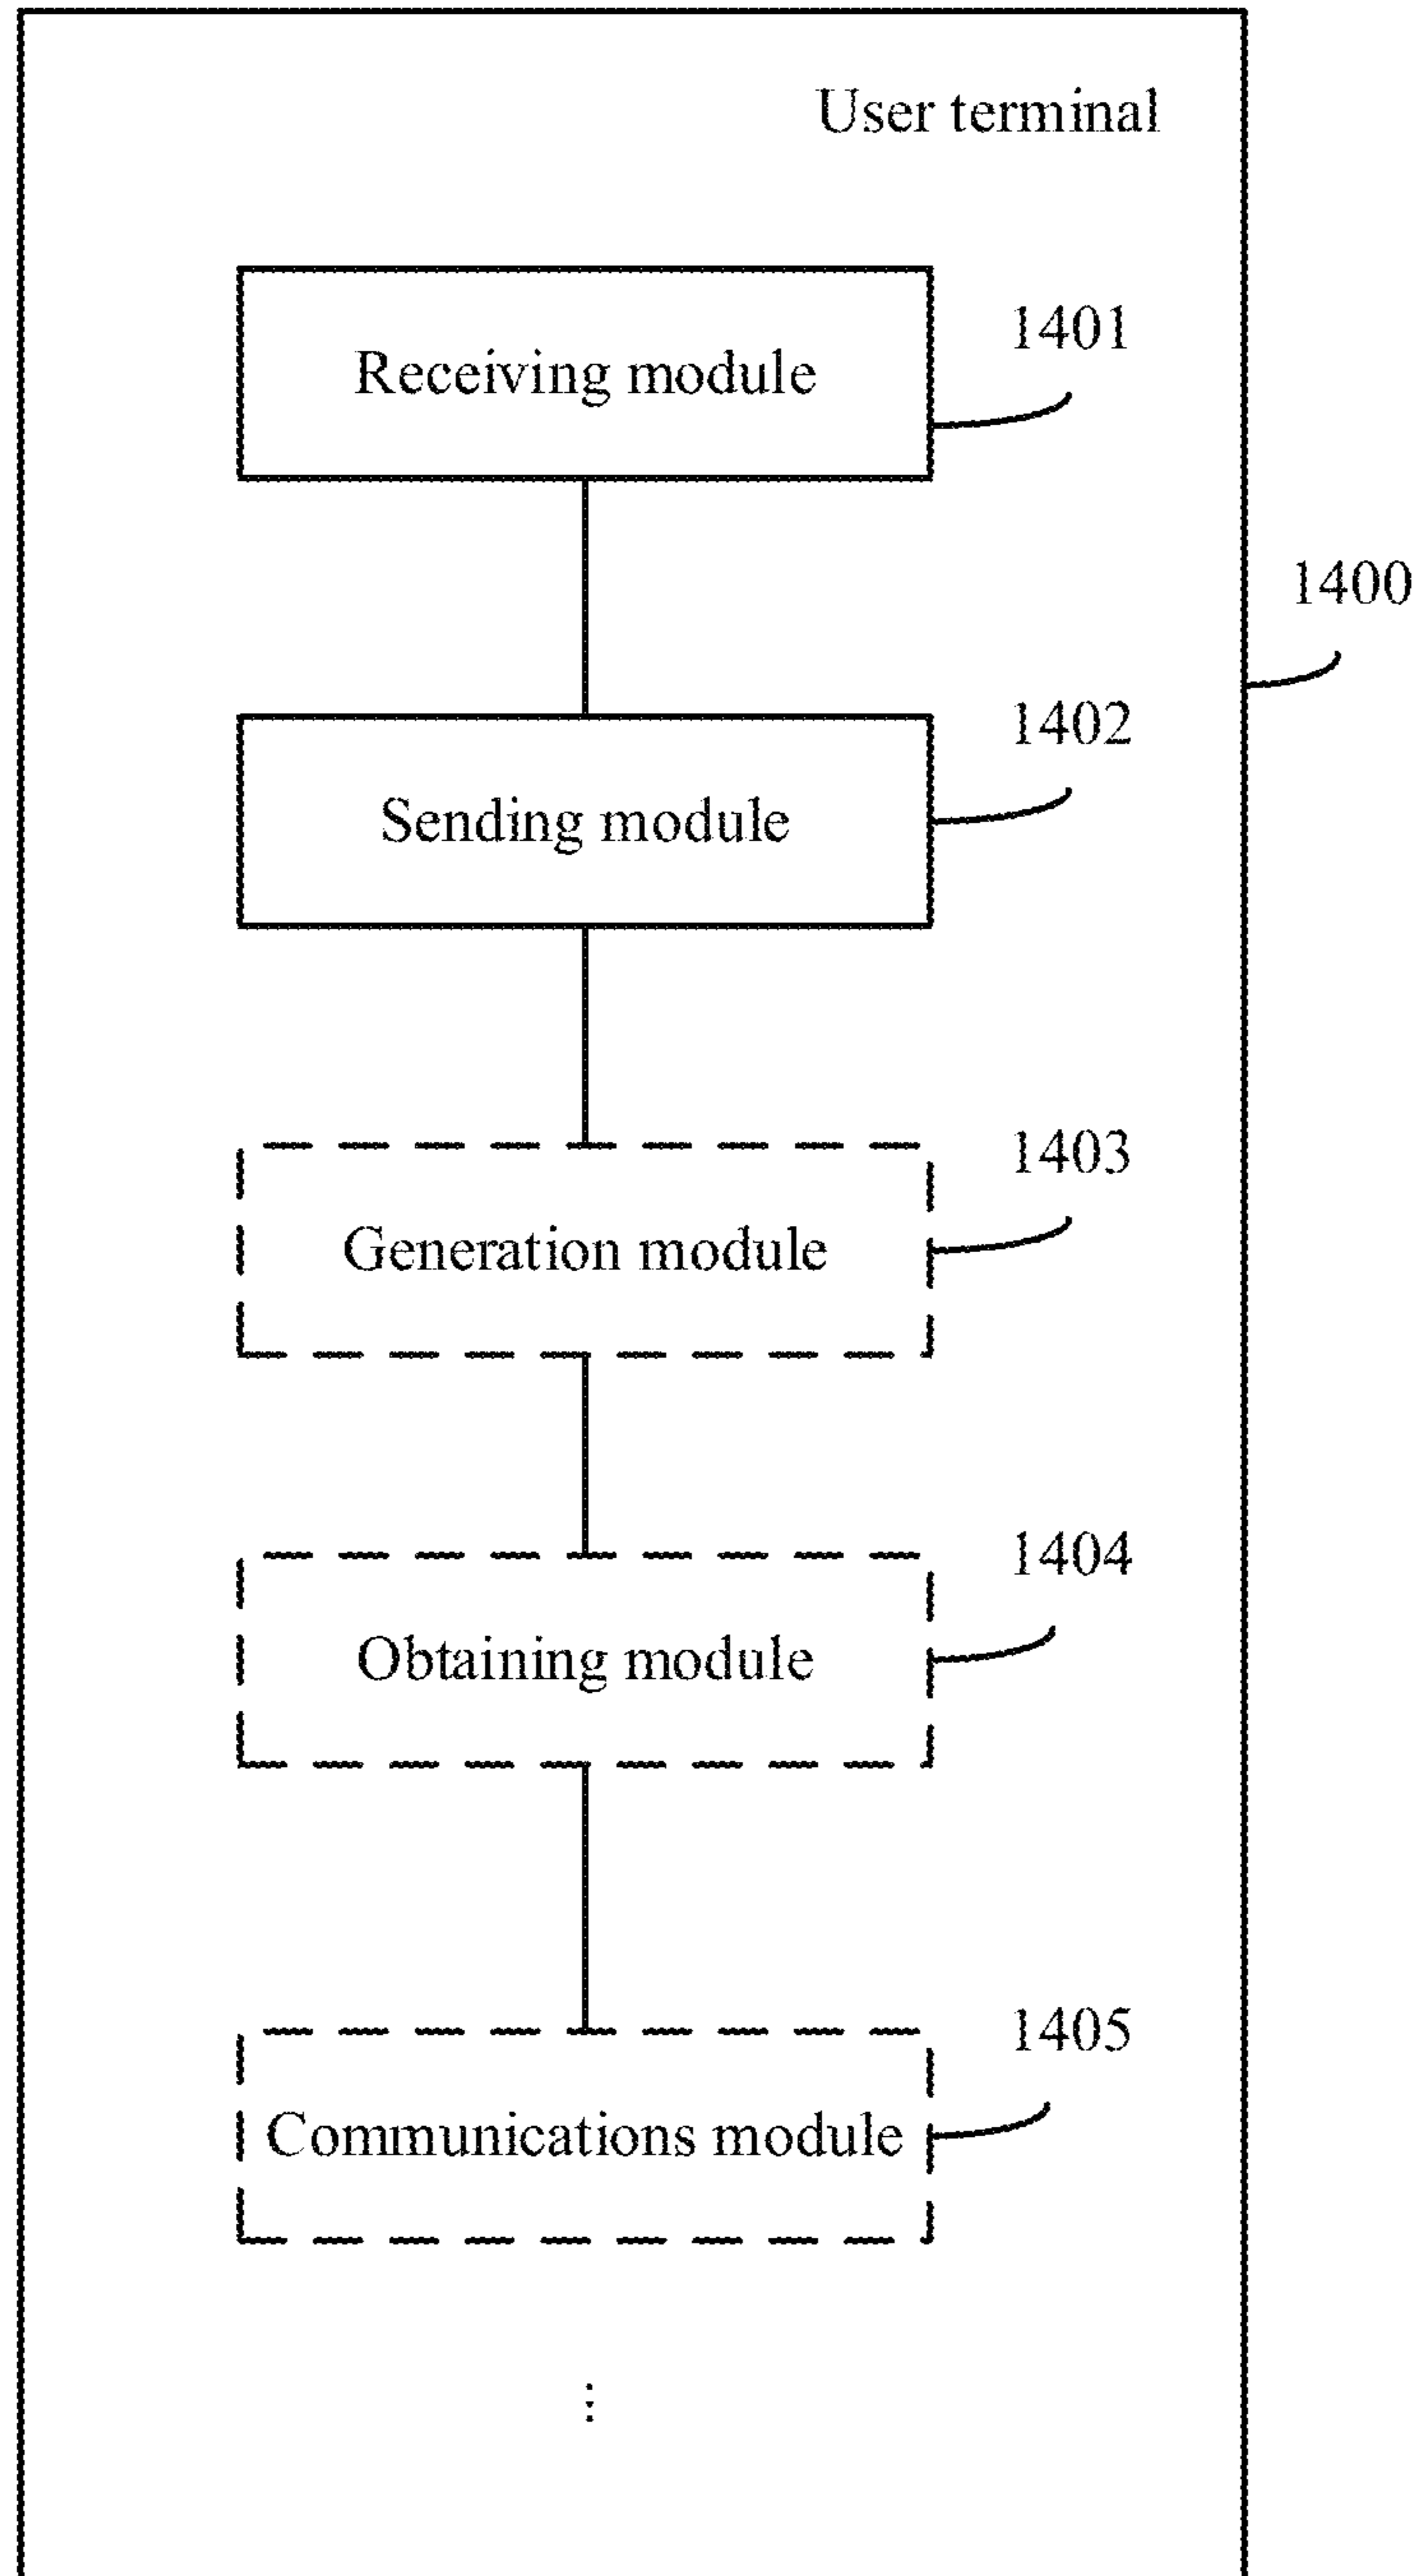 User terminal
1401
Receiving module
1400
1402
Sending module
1403
Generation module
1404
Obtaining module
1405
Communications module
⋮